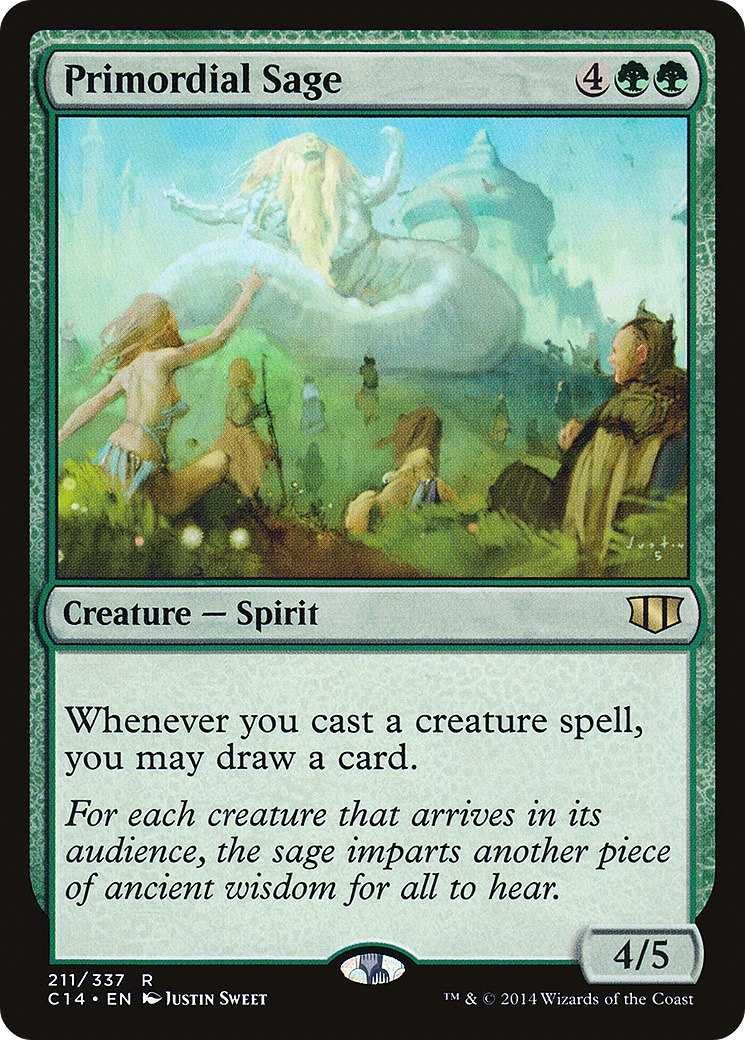 Primordial Sage 4
Justin
S
Creature — Spirit
Whenever you cast a creature spell,
you may draw a card.
For each creature that arrives in its
audience, the sage imparts another piece
of ancient wisdom for all to hear.
4/5
211/337 R
C14 • EN Justin Sweet
™ & © 2014 Wizards of the Coast